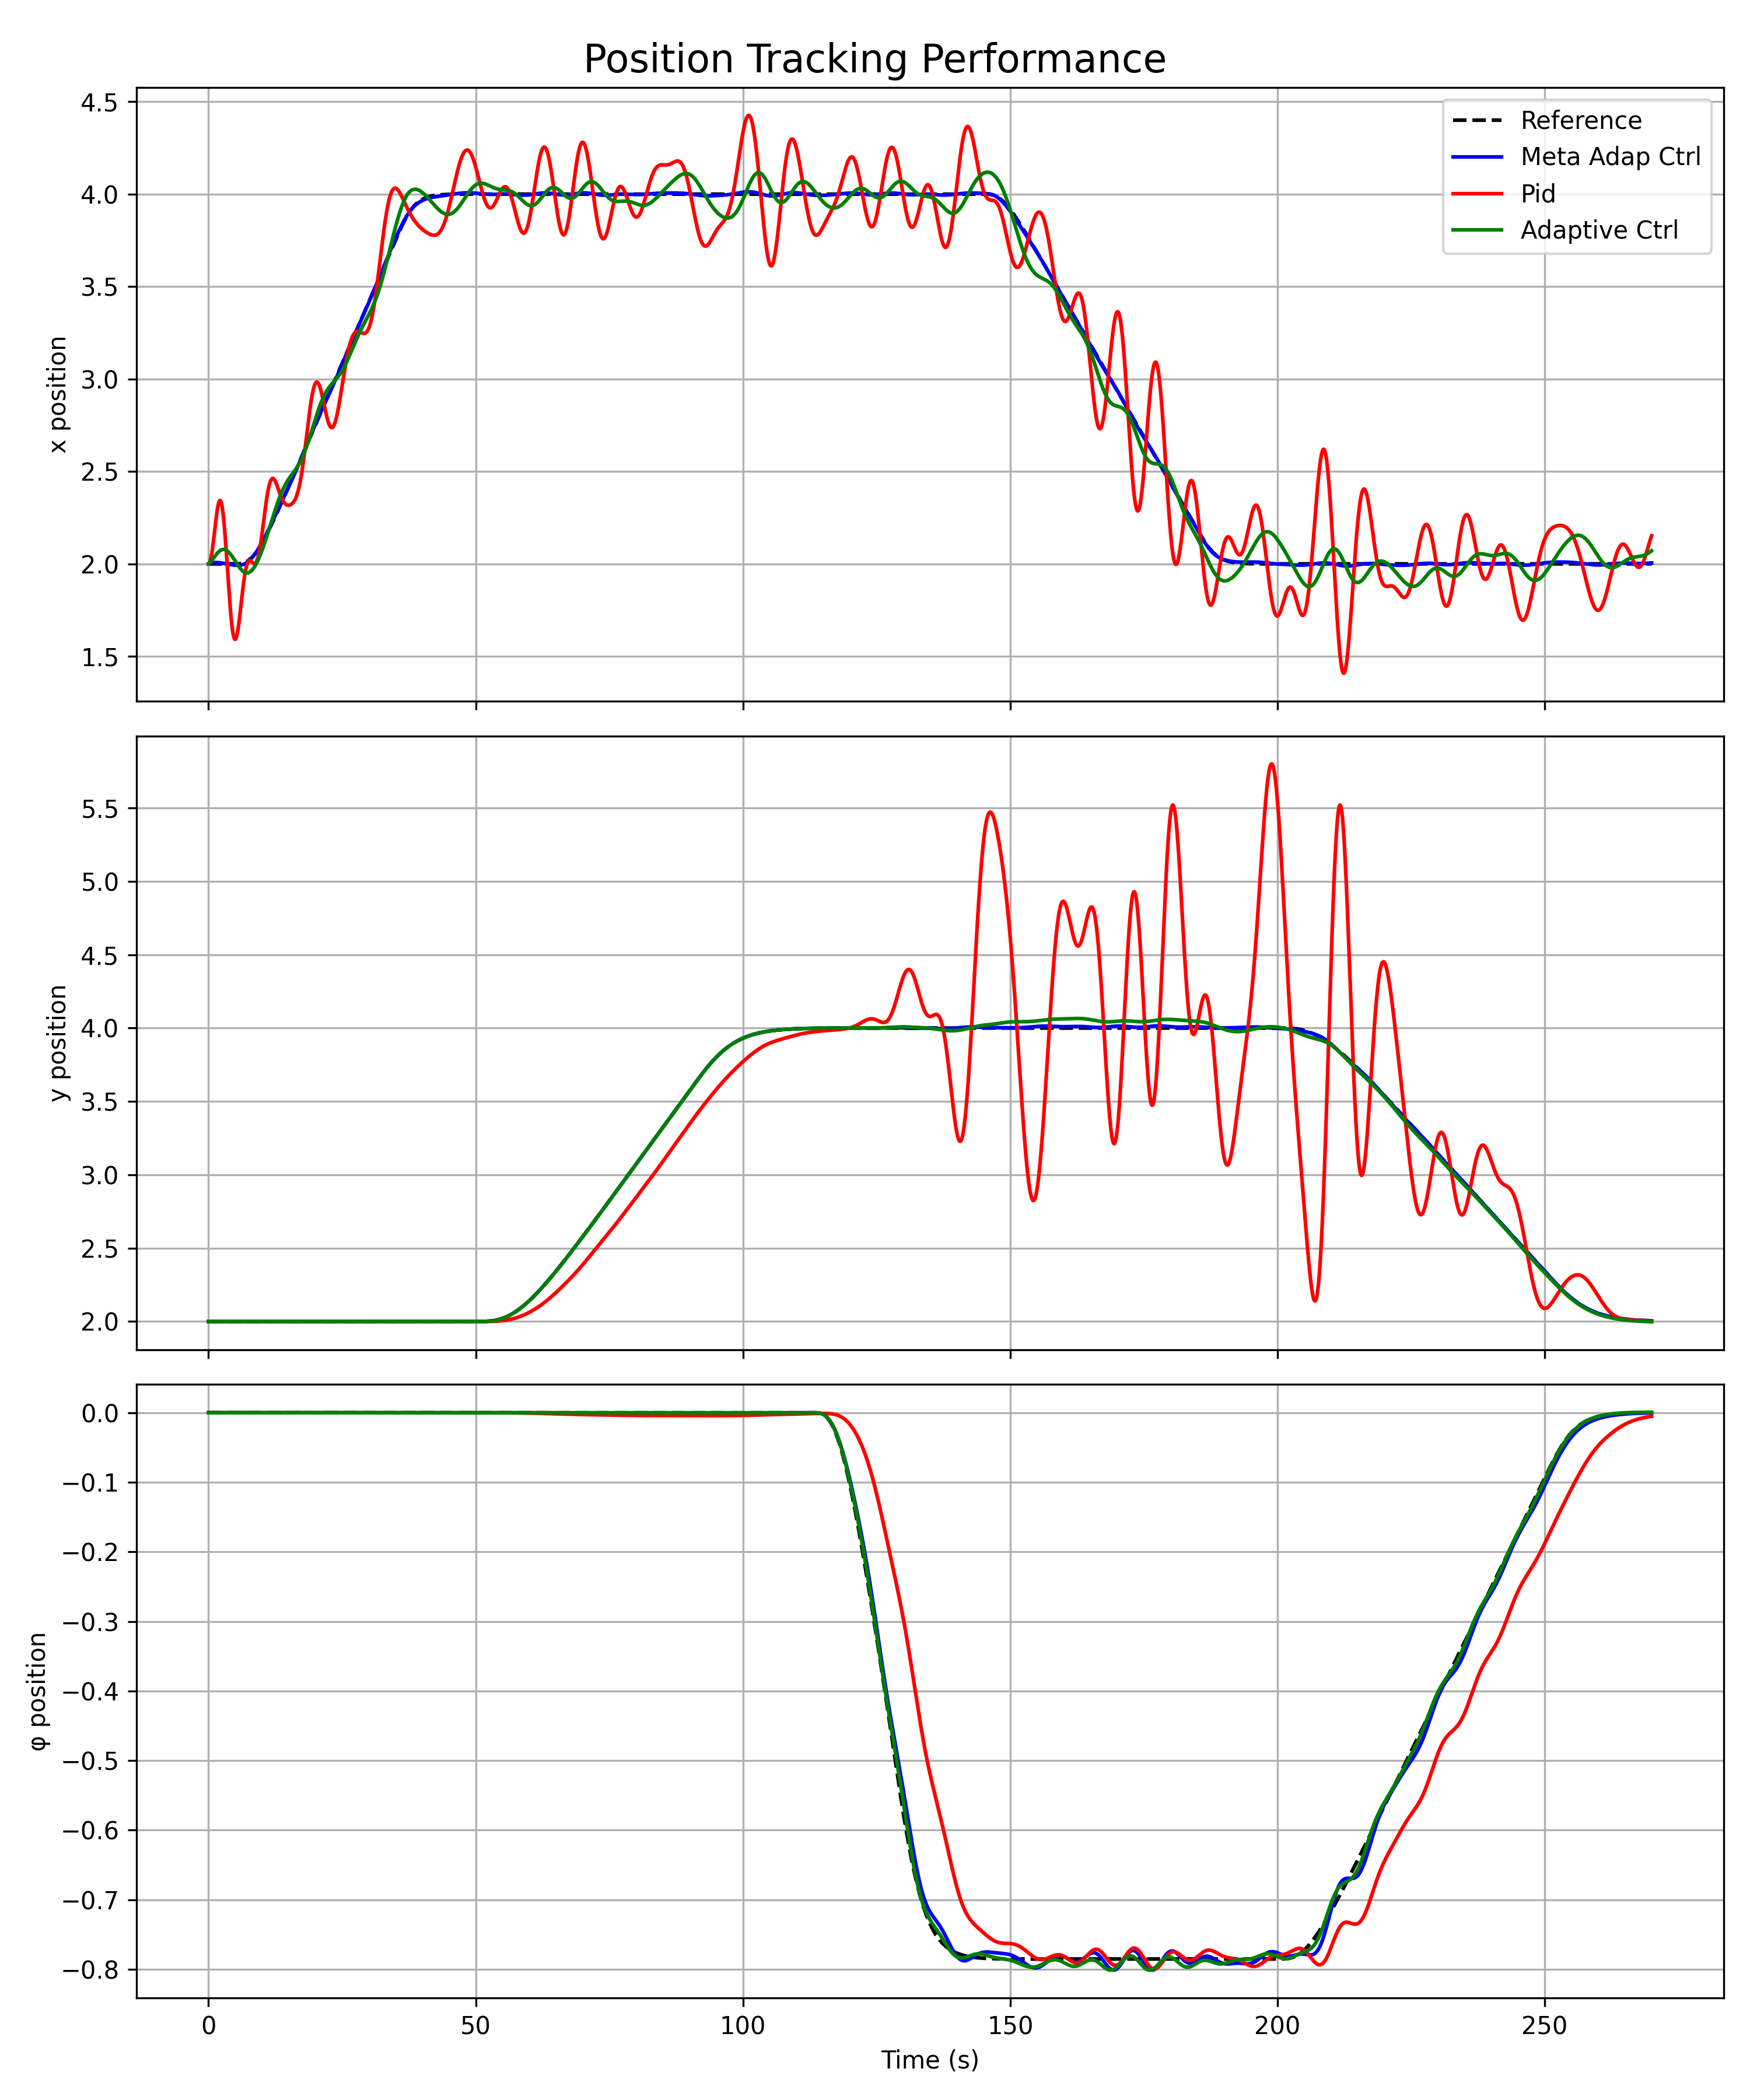 Position Tracking Performance
4.5
4.0
3.5
3.0
2.5
2.0
1.5
x position
Reference
Meta Adap Ctrl
Pid
Adaptive Ctrl
5.5
5.0
4.5
4.0
3.5
3.0
2.5
2.0
y position
0.0
−0.1
−0.2
−0.3
−0.4
−0.5
−0.6
−0.7
−0.8
φ position
0 50 100 150 200 250
Time (s)